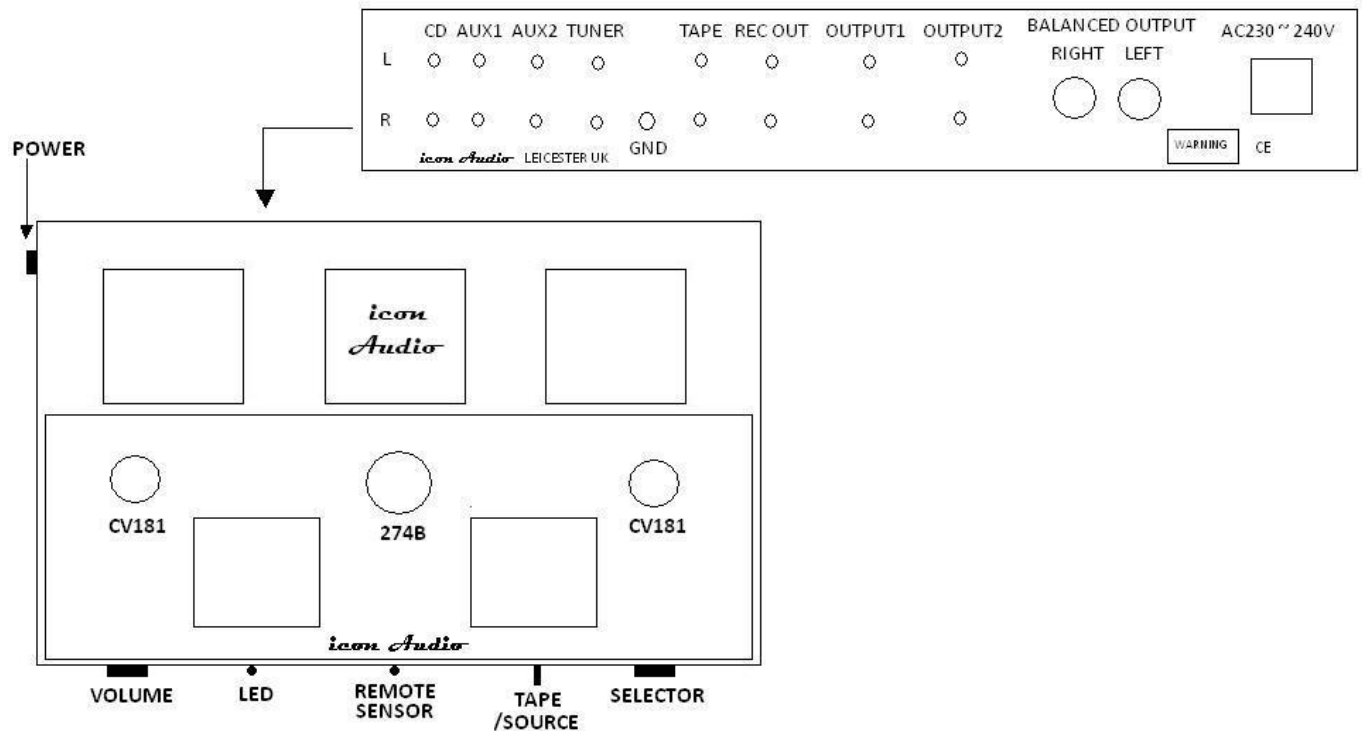 CD AUX1 AUX2 TUNER TAPE REC OUT OUTPUT1 OUTPUT2 BALANCED OUTPUT AC230 ~ 240V
RIGHT LEFT
L
R
GND
icon Audio LEICESTER UK
WARNING CE
POWER
icon
Audio
CV181 274B CV181
icon Audio
VOLUME LED REMOTE
SENSOR TAPE
/SOURCE SELECTOR